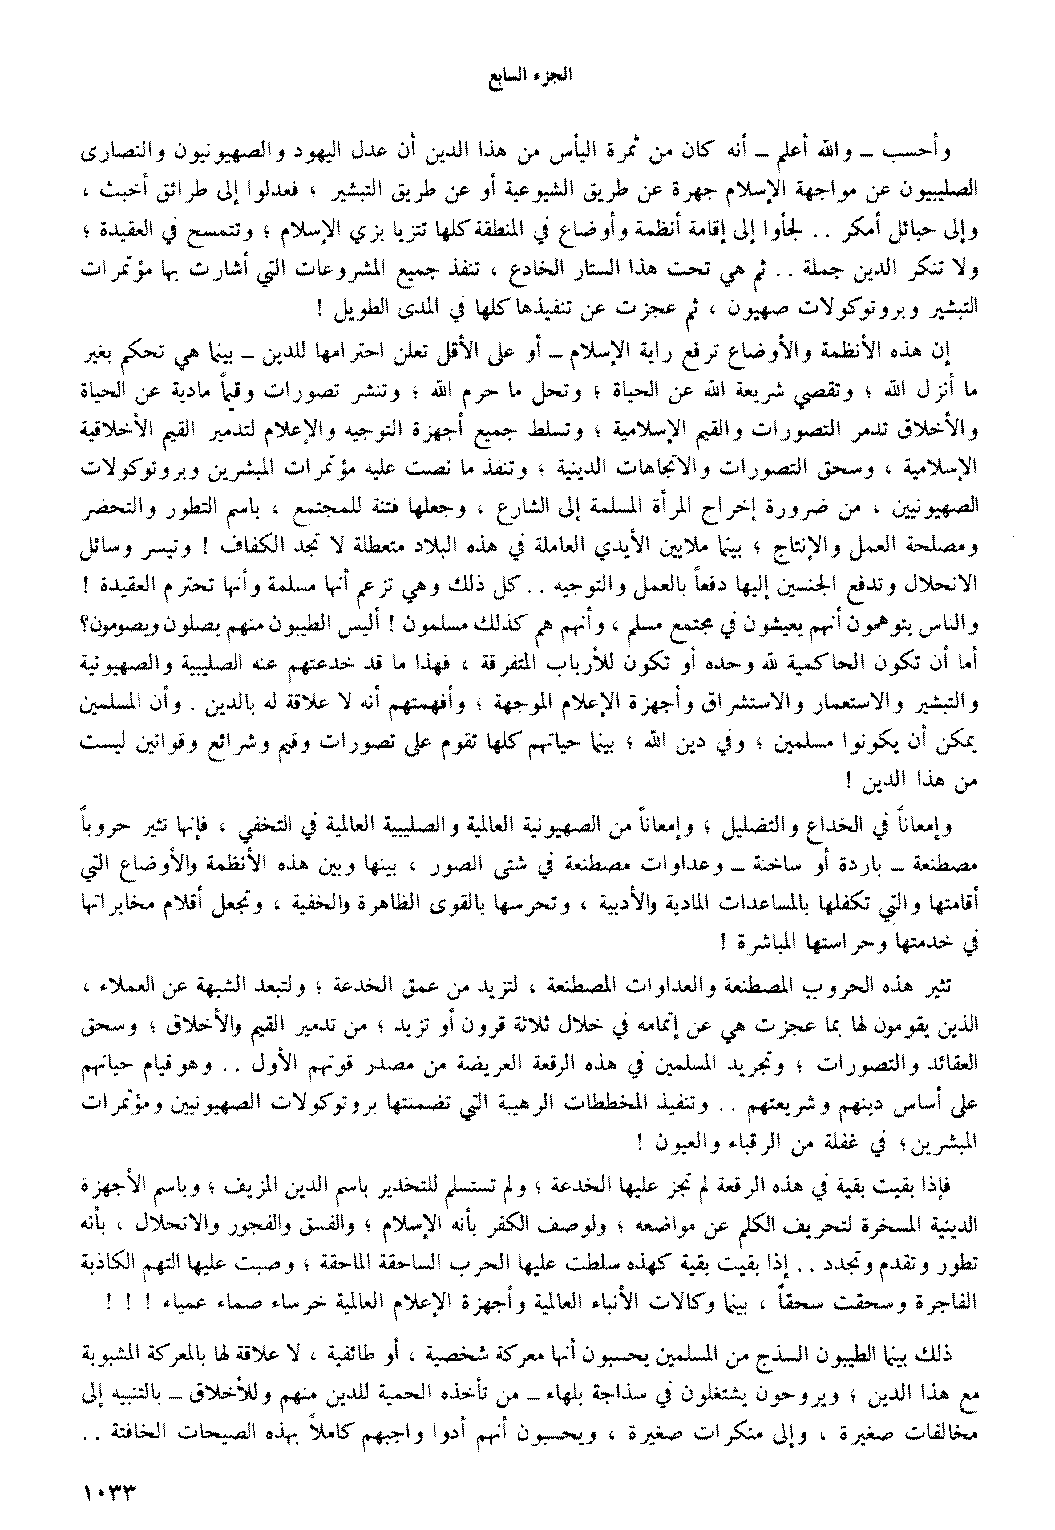 الجزء السابع
وأحسب – والله أعلم – أنه كان من ثمرة اليأس من هذا الدين أن عدل اليهود والصهيونيون والنصارى
الصليبيون عن مواجهة الإسلام جهرة عن طريق الشيوعية أو عن طريق التبشير ، فعدلوا إلى طرائق أخبث ،
وإلى حبائل أمكر .. لجأوا إلى إقامة أنظمة وأوضاع في المنطقة كلها تتزيا بزي الإسلام ؛ وتتمسح في العقيدة ؛
ولا تنكر الدين جملة .. ثم هي تحت هذا الستار الخادع ، تنفذ جميع المشروعات التي أشارت بها مؤتمرات
التبشير وبروتوكولات صهيون ، ثم عجزت عن تنفيذها كلها في المدى الطويل !
إن هذه الأنظمة والأوضاع ترفع راية الإسلام – أو على الأقل تعلن احترامها للدين – بينما هي تحكم بغير
ما أنزل الله ؛ وتقصي شريعة الله عن الحياة ؛ وتحل ما حرم الله ؛ وتنشر تصورات وقيماً مادية عن الحياة
والأخلاق تدمر التصورات والقيم الإسلامية ؛ وتسلط جميع أجهزة التوجيه والإعلام لتدمير القيم الأخلاقية
الإسلامية ، وسحق التصورات والاتجاهات الدينية ؛ وتنفذ ما نصت عليه مؤتمرات المبشرين وبروتوكولات
الصهيونيين ، من ضرورة إخراج المرأة المسلمة إلى الشارع ، وجعلها فتنة للمجتمع ، باسم التطور والتحضر
ومصلحة العمل والإنتاج ؛ بينما ملايين الأيدي العاملة في هذه البلاد متعطلة لا تجد الكفاف ! وتيسر وسائل
الانحلال وتدفع الجنسين إليها دفعاً بالعمل والتوجيه .. كل ذلك وهي تزعم أنها مسلمة وأنها تحترم العقيدة !
والناس يتوهمون أنهم يعيشون في مجتمع مسلم ، وأنهم هم كذلك مسلمون ! أليس الطيبون منهم يصلون ويصومون؟
أما أن تكون الحاكمية لله وحده أو تكون للأرباب المتفرقة ، فهذا ما قد خدعتهم عنه الصليبية والصهيونية
والتبشير والاستعمار والاستشراق وأجهزة الإعلام الموجهة ؛ وأفهمتهم أنه لا علاقة له بالدين . وأن المسلمين
يمكن أن يكونوا مسلمين ؛ وفي دين الله ؛ بينما حياتهم كلها تقوم على تصورات وقيم وشرائع وقوانين ليست
من هذا الدين !
وإمعاناً في الخداع والتضليل ؛ وإمعاناً من الصهيونية العالمية والصليبية العالمية في التخفي ، فإنها تثير حروباً
مصطنعة – باردة أو ساخنة – وعداوات مصطنعة في شتى الصور ، بينها وبين هذه الأنظمة والأوضاع التي
أقامتها والتي تكفلها بالمساعدات المادية والأدبية ، وتحرسها بالقوى الظاهرة والخفية ، وتجعل أقلام مخابراتها
في خدمتها وحراستها المباشرة !
تثير هذه الحروب المصطنعة والعداوات المصطنعة ، لتزيد من عمق الخدعة ؛ ولتبعد الشبهة عن العملاء ،
الذين يقومون لها بما عجزت هي عن إتمامه في خلال ثلاثة قرون أو تزيد ؛ من تدمير القيم والأخلاق ؛ وسحق
العقائد والتصورات ؛ وتجريد المسلمين في هذه الرقعة العريضة من مصدر قوتهم الأول .. وهو قيام حياتهم
على أساس دينهم وشريعتهم .. وتنفيذ المخططات الرهيبة التي تضمنتها بروتوكولات الصهيونيين ومؤتمرات
المبشرين؛ في غفلة من الرقباء والعيون !
فإذا بقيت بقية في هذه الرقعة لم تجز عليها الخدعة ؛ ولم تستسلم للتخدير باسم الدين المزيف ؛ وباسم الأجهزة
الدينية المسخرة لتحريف الكلم عن مواضعه ؛ ولوصف الكفر بأنه الإسلام ؛ والفسق والفجور والانحلال ، بأنه
تطور وتقدم وتجدد .. إذا بقيت بقية كهذه سلطت عليها الحرب الساحقة الماحقة ؛ وصبت عليها التهم الكاذبة
الفاجرة وسحقت سحقاً ، بينما وكالات الأنباء العالمية وأجهزة الإعلام العالمية خرساء صماء عمياء ! ! !
ذلك بينما الطيبون السذج من المسلمين يحسبون أنها معركة شخصية ، أو طائفية ، لا علاقة لها بالمعركة المشبوبة
مع هذا الدين ؛ ويروحون يشتغلون في سذاجة بلهاء – من تأخذه الحمية للدين منهم وللأخلاق – بالتنبيه إلى
مخالفات صغيرة ، وإلى منكرات صغيرة ، ويحسبون أنهم أدوا واجبهم كاملاً بهذه الصيحات الخافتة ..
١٠٣٣